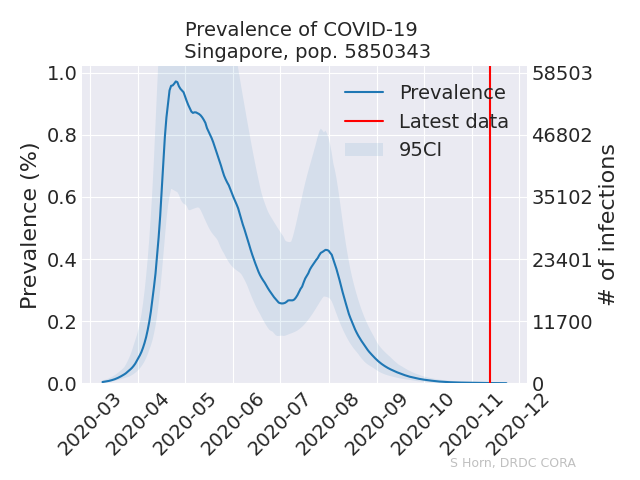 Prevalence of COVID-19
Singapore, pop. 5850343
Prevalence (%)
1.0
0.8
0.6
0.4
0.2
0.0
Prevalence
Latest data
95CI
58503
46802
35102
23401
11700
0
# of infections
2020-03
2020-04
2020-05
2020-06
2020-07
2020-08
2020-09
2020-10
2020-11
2020-12
S Horn, DRDC CORA